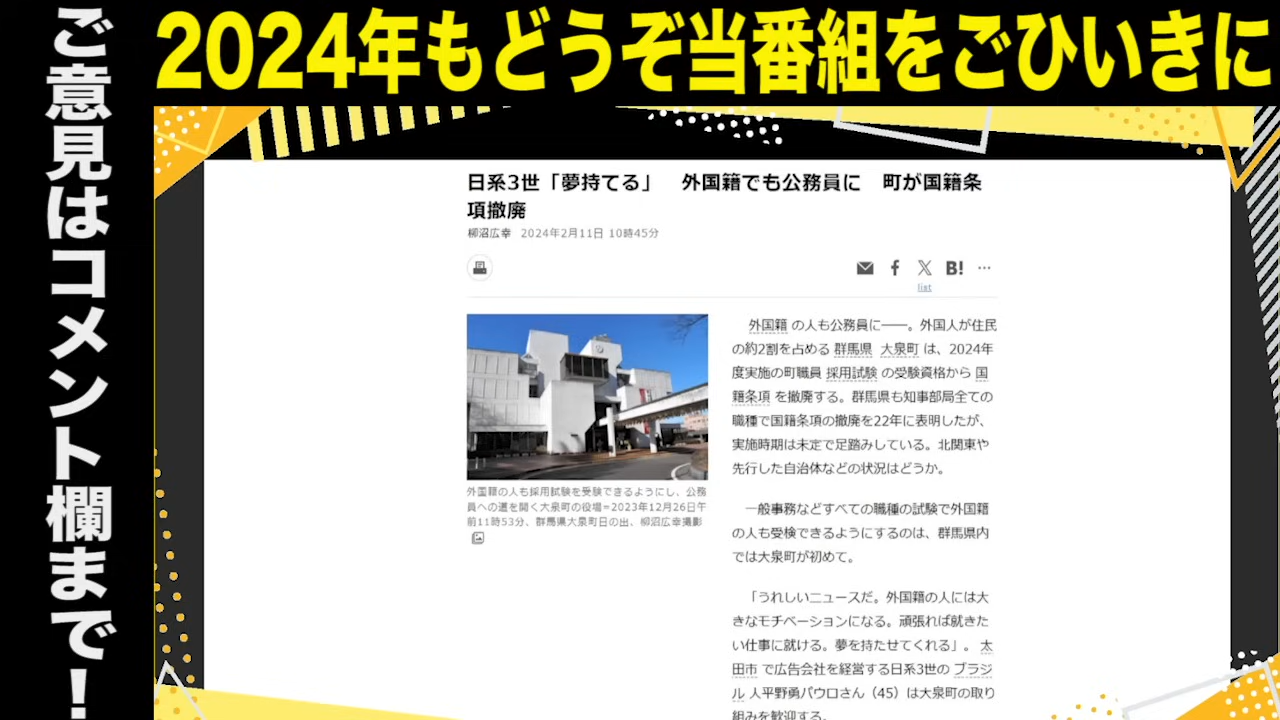 2024年もどうぞ当番組をごひいきに
ご意見はコメント欄まで!
日系3世「夢持てる」　外国籍でも公務員に　町が国籍条
項撤廃
柳沼広幸　2024年2月11日 10時45分
B! …
list
外国籍の人も採用試験を受験できるようにし、公務
員への道を開く大泉町の役場=2023年12月26日午
前11時53分、群馬県大泉町日の出、柳沼広幸撮影
外国籍 の人も公務員に――。外国人が住民
の約2割を占める 群馬県 大泉町 は、2024年
度実施の町職員 採用試験 の受験資格から 国
籍条項 を撤廃する。群馬県も知事部局全ての
職種で国籍条項の撤廃を22年に表明したが、
実施時期は未定で足踏みしている。北関東や
先行した自治体などの状況はどうか。
一般事務などすべての職種の試験で外国籍
の人も受検できるようにするのは、群馬県内
では大泉町が初めて。
「うれしいニュースだ。外国籍の人には大
きなモチベーションになる。頑張れば就きた
い仕事に就ける。夢を持たせてくれる」。 太
田市 で広告会社を経営する日系3世の ブラジ
ル 人平野勇パウロさん（45）は大泉町の取り
組みを歓迎する。